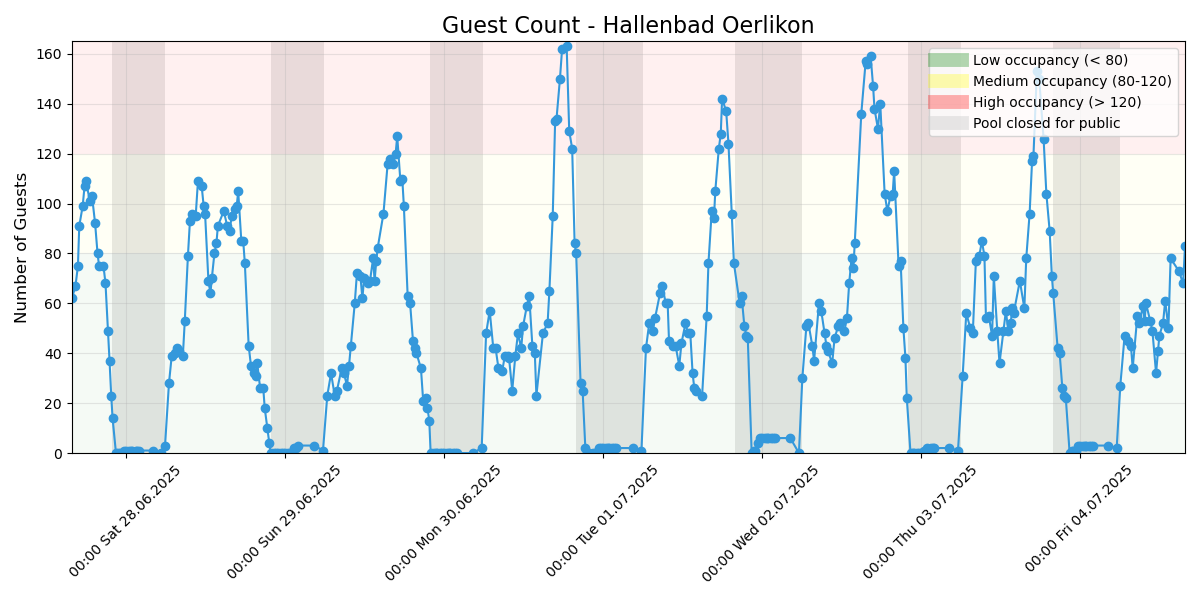 Guest Count - Hallenbad Oerlikon
Number of Guests
160
140
120
100
80
60
40
20
0
Low occupancy (< 80)
Medium occupancy (80-120)
High occupancy (> 120)
Pool closed for public
00:00 Sat 28.06.2025
00:00 Sun 29.06.2025
00:00 Mon 30.06.2025
00:00 Tue 01.07.2025
00:00 Wed 02.07.2025
00:00 Thu 03.07.2025
00:00 Fri 04.07.2025